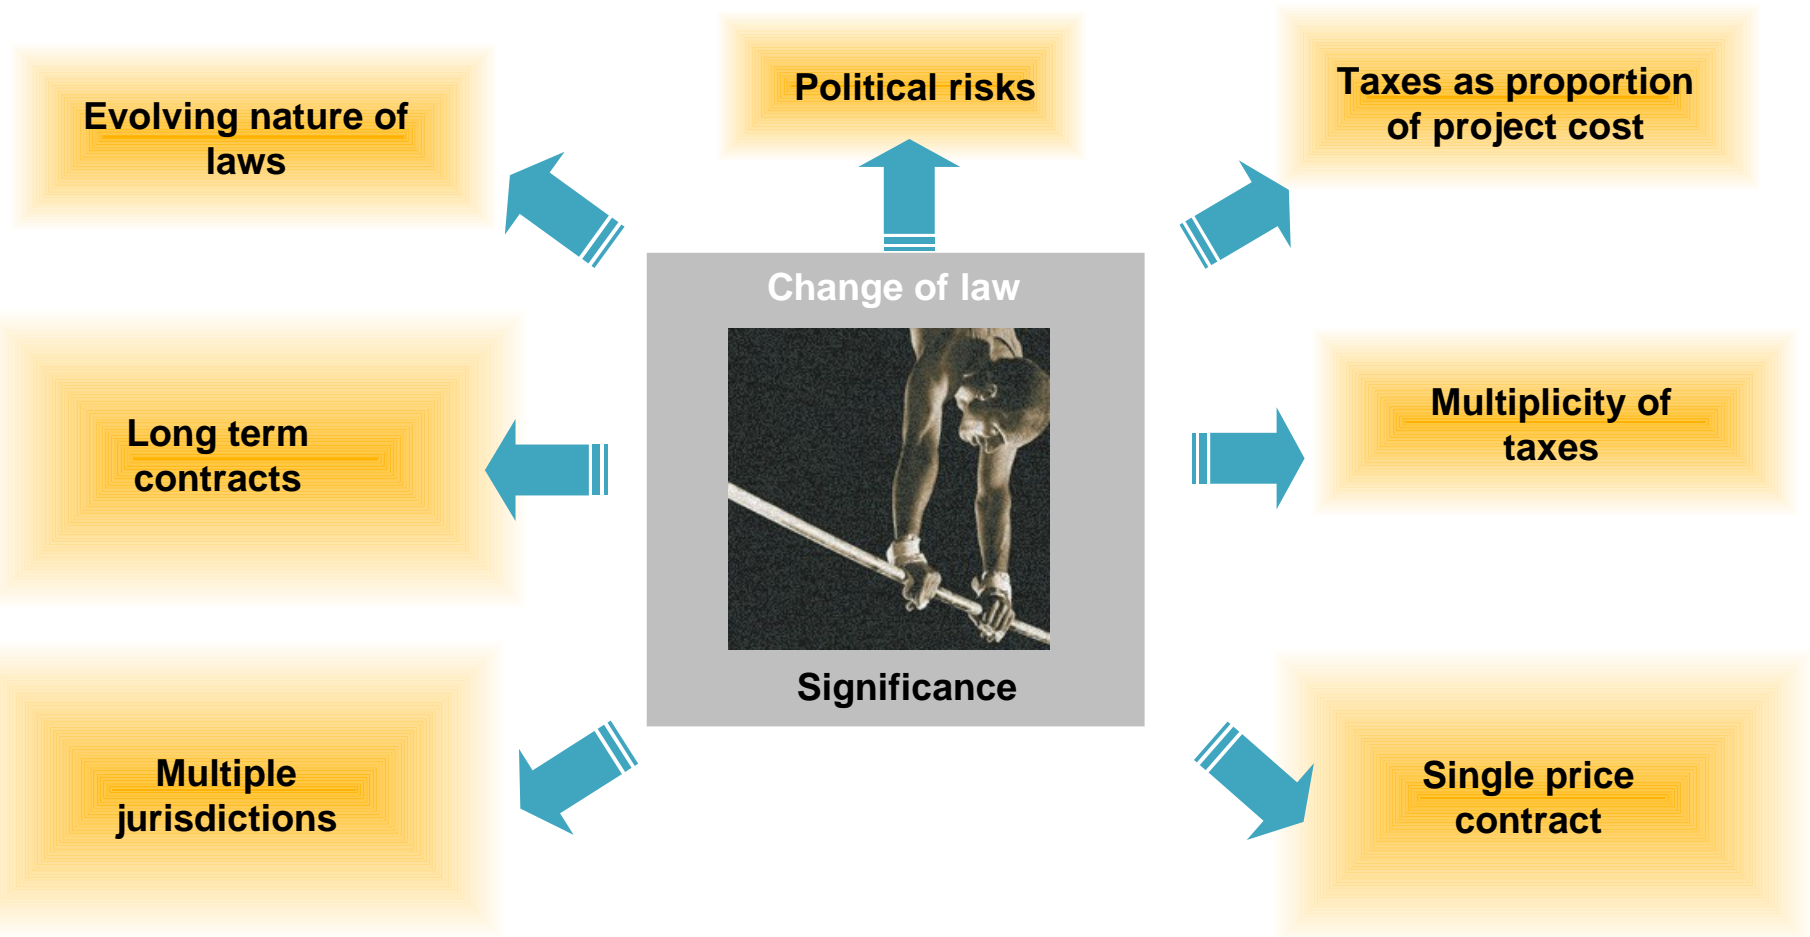 Political risks
Taxes as proportion
of project cost
Evolving nature of
laws
Change of law
Multiplicity of
taxes
Long term
contracts
Significance
Multiple
jurisdictions
Single price
contract